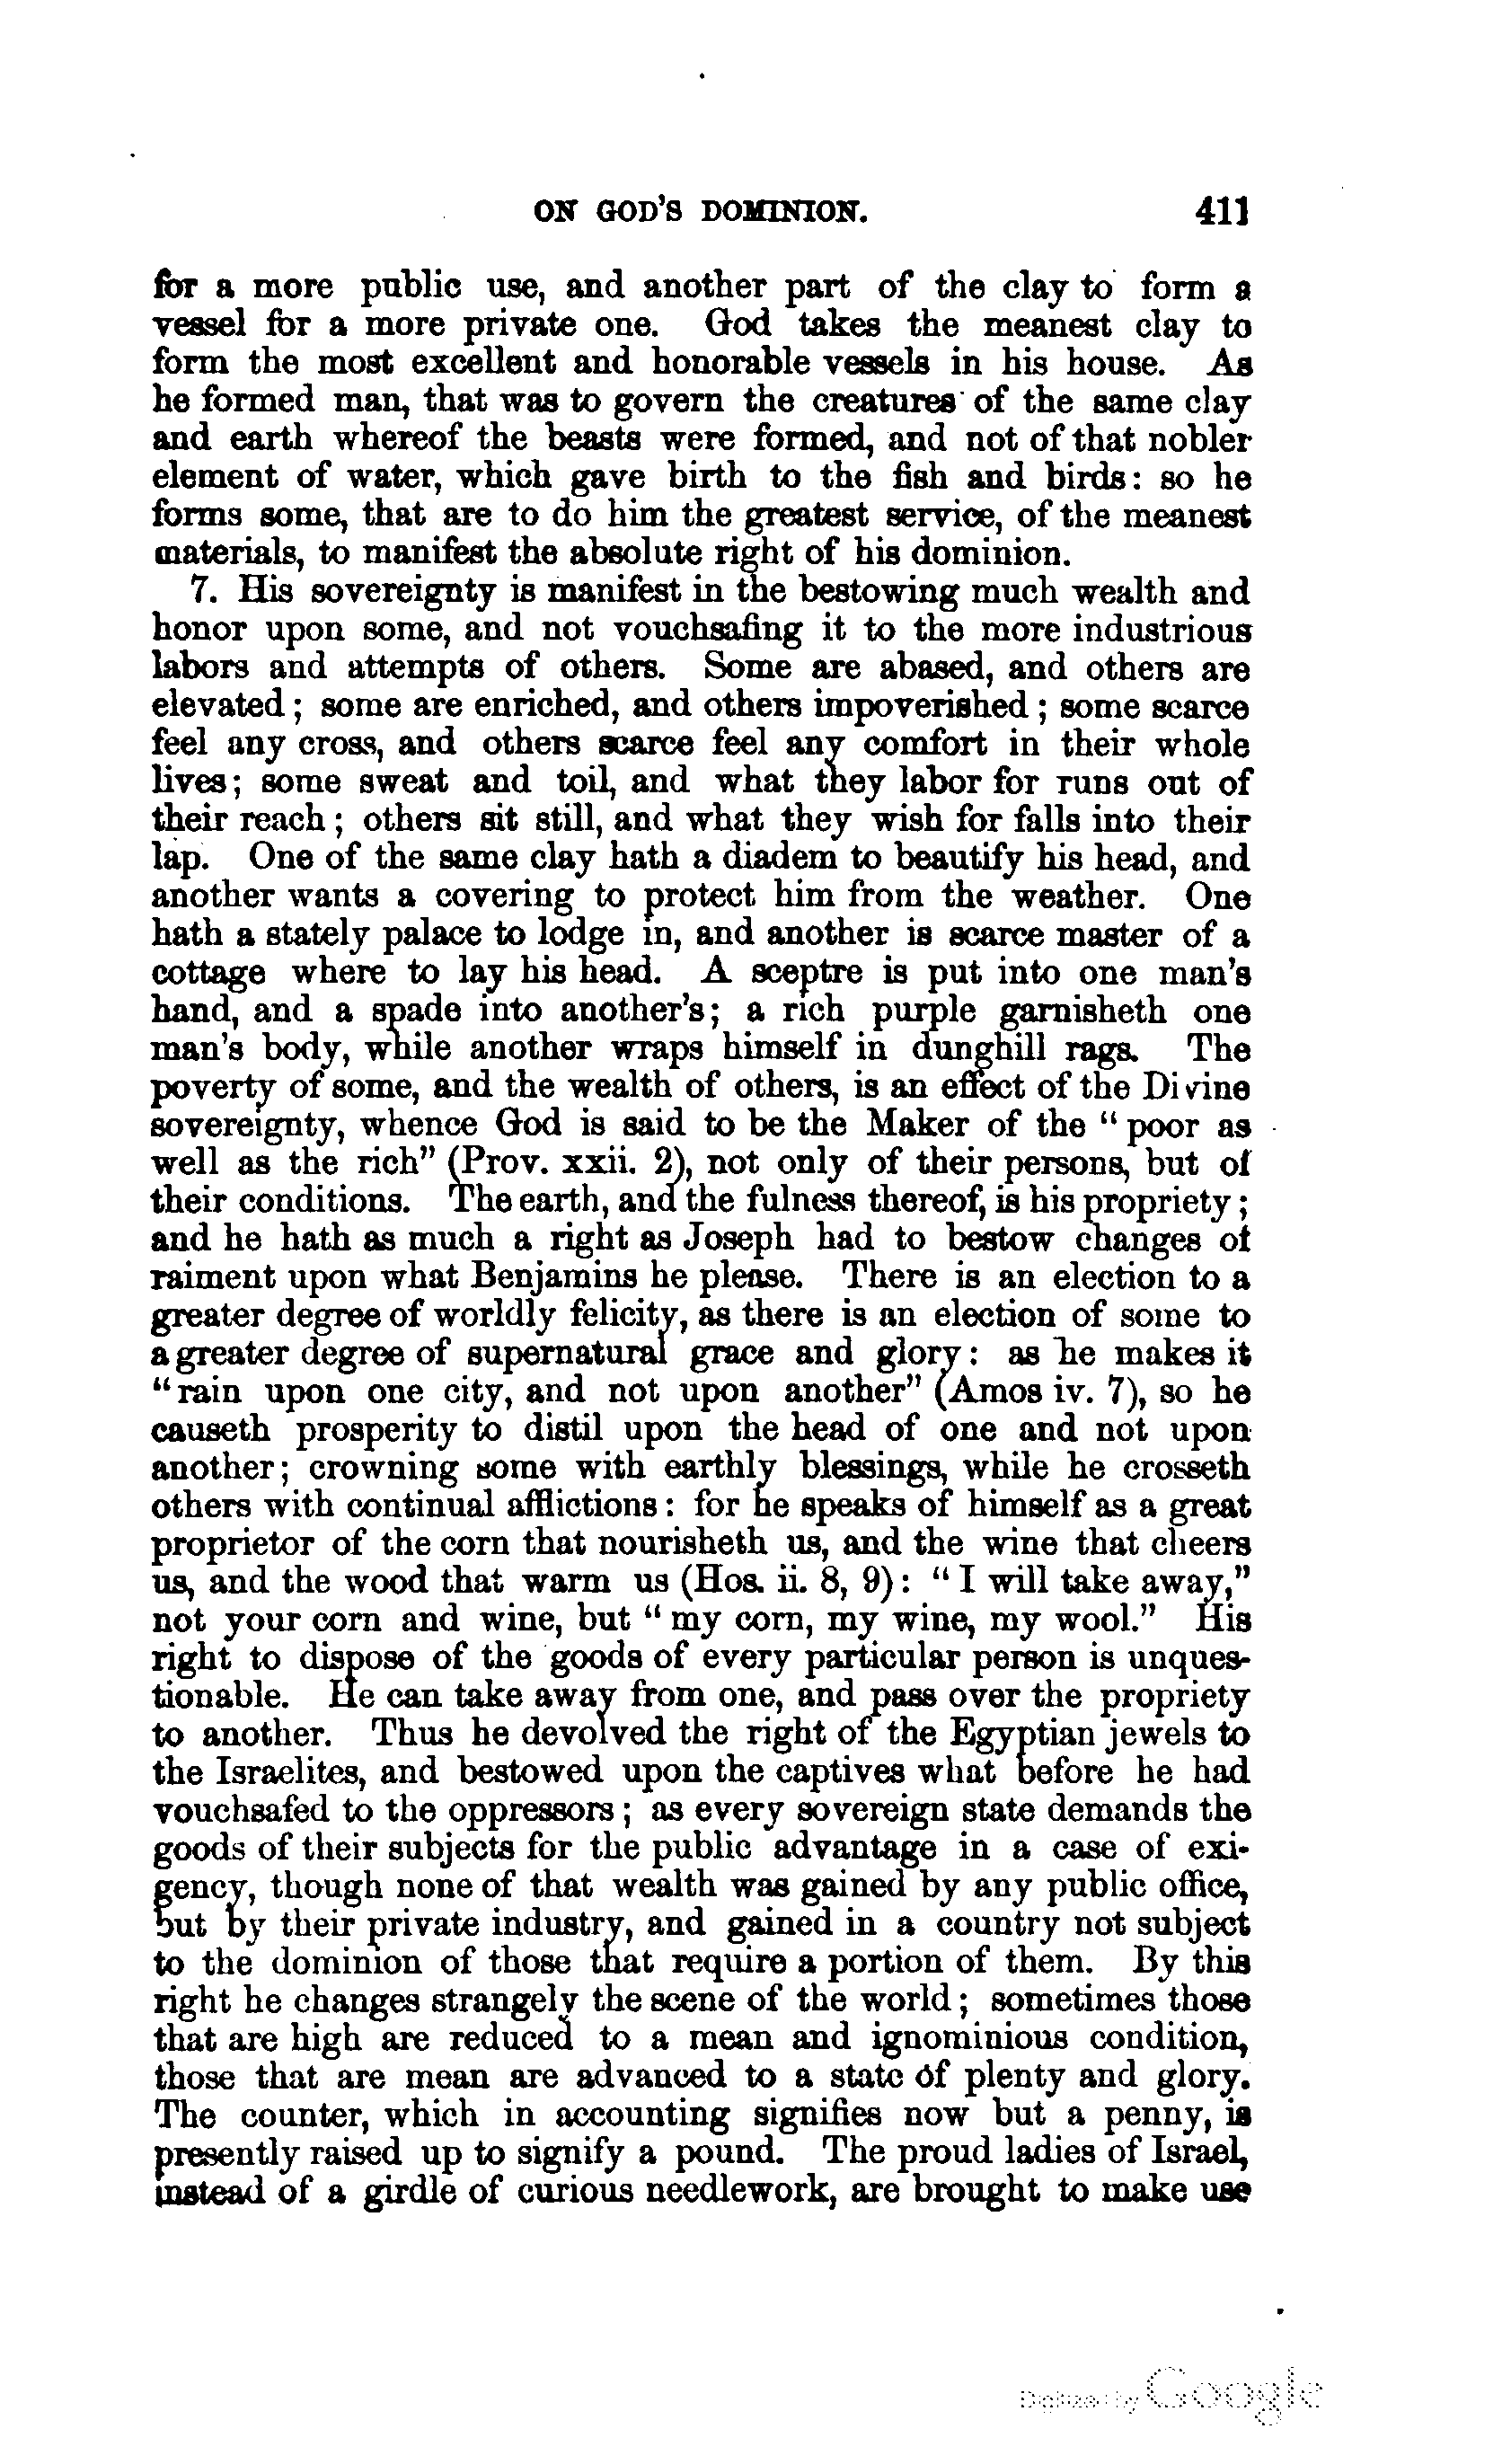 ON GOD'S DOMINION. 411
for a more public use, and another part of the clay to form a
vessel for a more private one. God takes the meanest clay to
form the most excellent and honorable vessels in his house. As
he formed man, that was to govern the creatures of the same clay
and earth whereof the beasts were formed, and not of that nobler
element of water, which gave birth to the fish and birds: so he
forms some, that are to do him the greatest service, of the meanest
materials, to manifest the absolute right of his dominion.
7. His sovereignty is manifest in the bestowing much wealth and
honor upon some, and not vouchsafing it to the more industrious
labors and attempts of others. Some are abased, and others are
elevated; some are enriched, and others impoverished; some scarce
feel any cross, and others scarce feel any comfort in their whole
lives; some sweat and toil, and what they labor for runs out of
their reach; others sit still, and what they wish for falls into their
lap. One of the same clay hath a diadem to beautify his head, and
another wants a covering to protect him from the weather. One
hath a stately palace to lodge in, and another is scarce master of a
cottage where to lay his head. A sceptre is put into one man's
hand, and a spade into another's; a rich purple garnisheth one
man's body, while another wraps himself in dunghill rags. The
poverty of some, and the wealth of others, is an effect of the Divine
sovereignty, whence God is said to be the Maker of the "poor as
well as the rich" (Prov. xxii. 2), not only of their persons, but of
their conditions. The earth, and the fulness thereof, is his propriety;
and he hath as much a right as Joseph had to bestow changes of
raiment upon what Benjamins he please. There is an election to a
greater degree of worldly felicity, as there is an election of some to
a greater degree of supernatural grace and glory: as he makes it
"rain upon one city, and not upon another" (Amos iv. 7), so he
causeth prosperity to distil upon the head of one and not upon
another; crowning some with earthly blessings, while he crosseth
others with continual afflictions: for he speaks of himself as a great
proprietor of the corn that nourisheth us, and the wine that cheers
us, and the wood that warm us (Hos. ii. 8, 9): "I will take away,"
not your corn and wine, but "my corn, my wine, my wool." His
right to dispose of the goods of every particular person is unques-
tionable. He can take away from one, and pass over the propriety
to another. Thus he devolved the right of the Egyptian jewels to
the Israelites, and bestowed upon the captives what before he had
vouchsafed to the oppressors; as every sovereign state demands the
goods of their subjects for the public advantage in a case of exi-
gency, though none of that wealth was gained by any public office,
but by their private industry, and gained in a country not subject
to the dominion of those that require a portion of them. By this
right he changes strangely the scene of the world; sometimes those
that are high are reduced to a mean and ignominious condition,
those that are mean are advanced to a state of plenty and glory.
The counter, which in accounting signifies now but a penny, is
presently raised up to signify a pound. The proud ladies of Israel,
instead of a girdle of curious needlework, are brought to make use
Digitized by Google